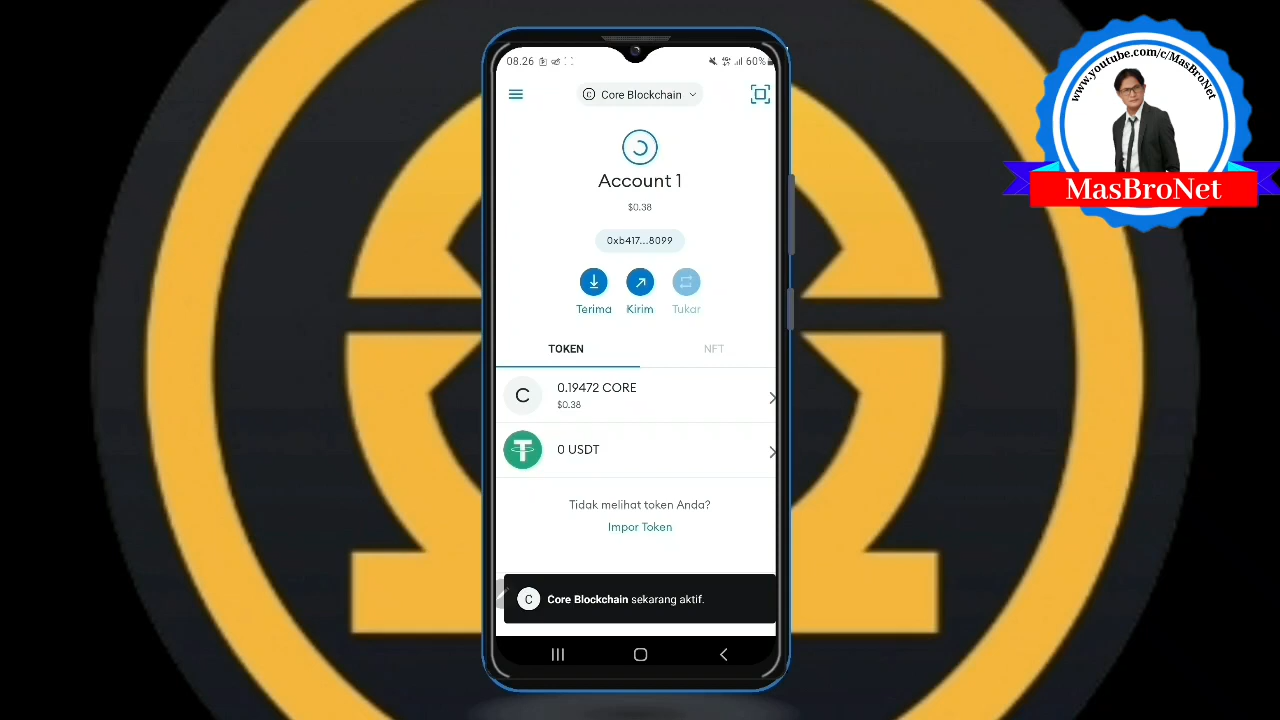 08.26
60%
Core Blockchain
Account 1
$0.38
0xb417...8099
Terima
Kirim
Tukar
TOKEN
NFT
C
0.19472 CORE
$0.38
0 USDT
Tidak melihat token Anda?
Impor Token
C
Core Blockchain sekarang aktif.
www.youtube.com/c/MasBroNet
MasBroNet